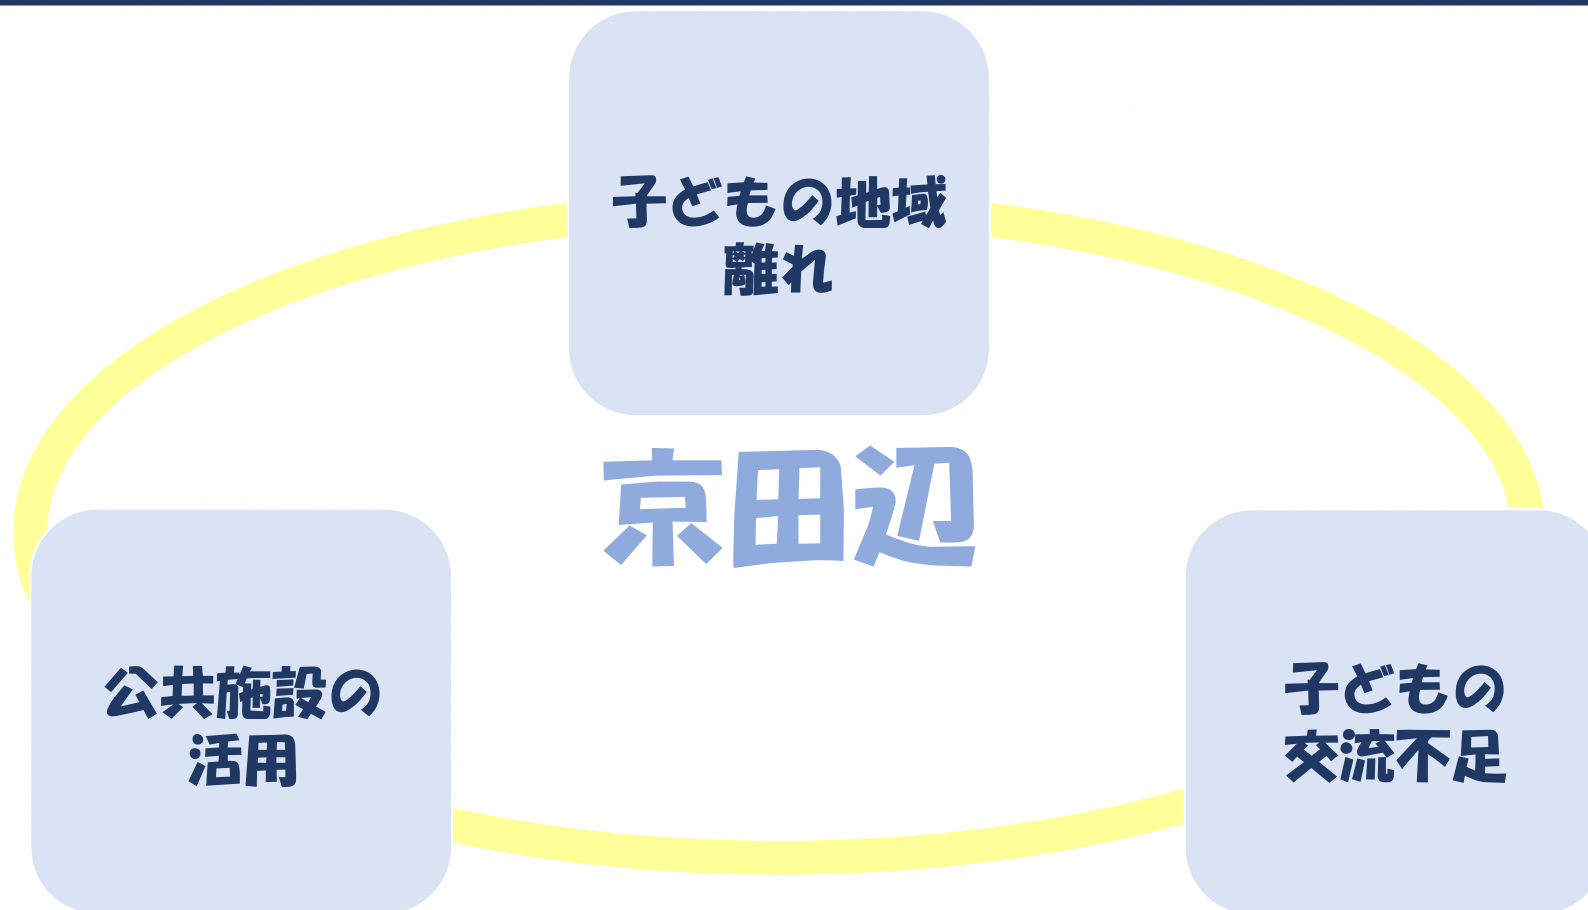 子どもの地域
離れ
京田辺
公共施設の
活用
子どもの
交流不足